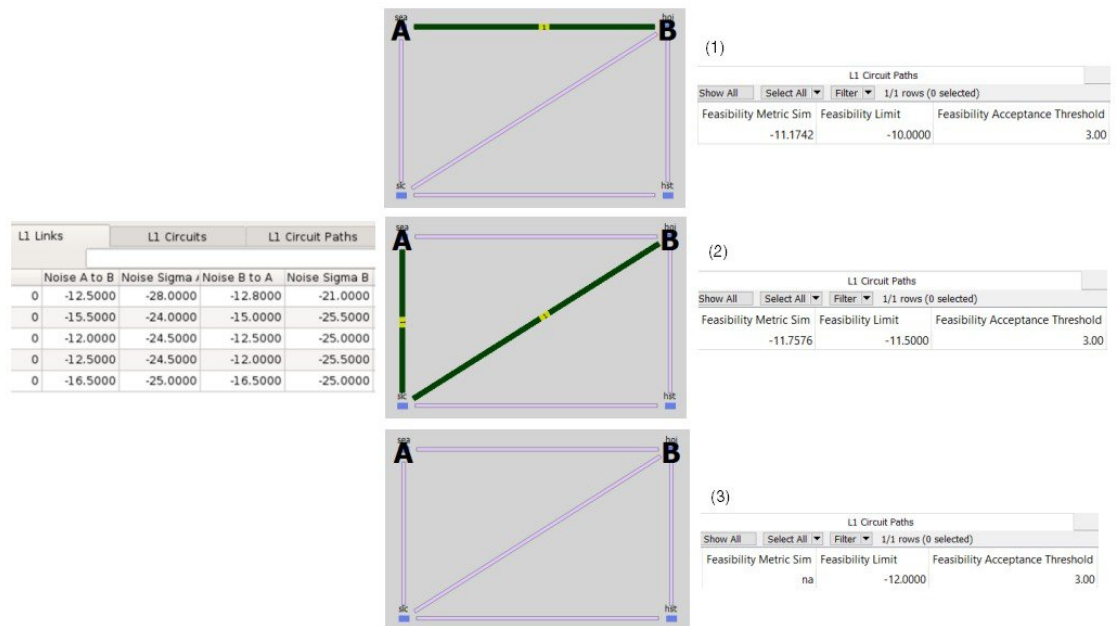 L1 Links L1 Circuits L1 Circuit Paths
Noise A to B Noise Sigma A Noise B to A Noise Sigma B
0 -12.5000 -28.0000 -12.8000 -21.0000
0 -15.5000 -24.0000 -15.0000 -25.5000
0 -12.0000 -24.5000 -12.5000 -25.0000
0 -12.5000 -24.5000 -12.0000 -25.5000
0 -16.5000 -25.0000 -16.5000 -25.0000
sea
A
1
B
slc
hst
(1)
L1 Circuit Paths
Show All Select All Filter 1/1 rows (0 selected)
Feasibility Metric Sim Feasibility Limit Feasibility Acceptance Threshold
-11.1742 -10.0000 3.00
sea
A
B
1
1
slc
hst
(2)
L1 Circuit Paths
Show All Select All Filter 1/1 rows (0 selected)
Feasibility Metric Sim Feasibility Limit Feasibility Acceptance Threshold
-11.7576 -11.5000 3.00
sea
A
B
slc
hst
(3)
L1 Circuit Paths
Show All Select All Filter 1/1 rows (0 selected)
Feasibility Metric Sim Feasibility Limit Feasibility Acceptance Threshold
na -12.0000 3.00